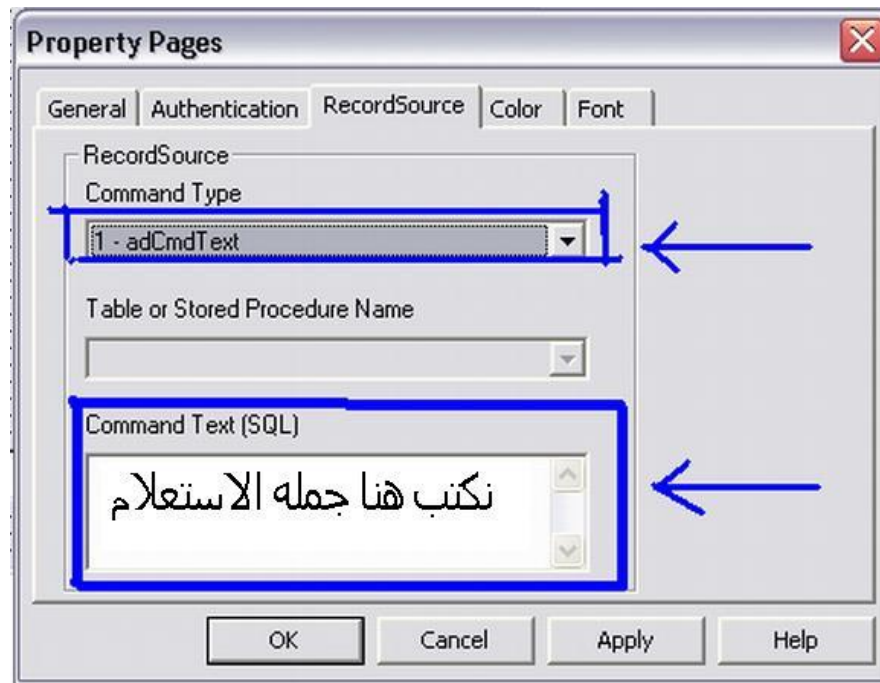 Property Pages
General Authentication RecordSource Color Font
RecordSource
Command Type
1 - adCmdText
Table or Stored Procedure Name
Command Text (SQL)
نكتب هنا جمله الاستعلام
OK Cancel Apply Help